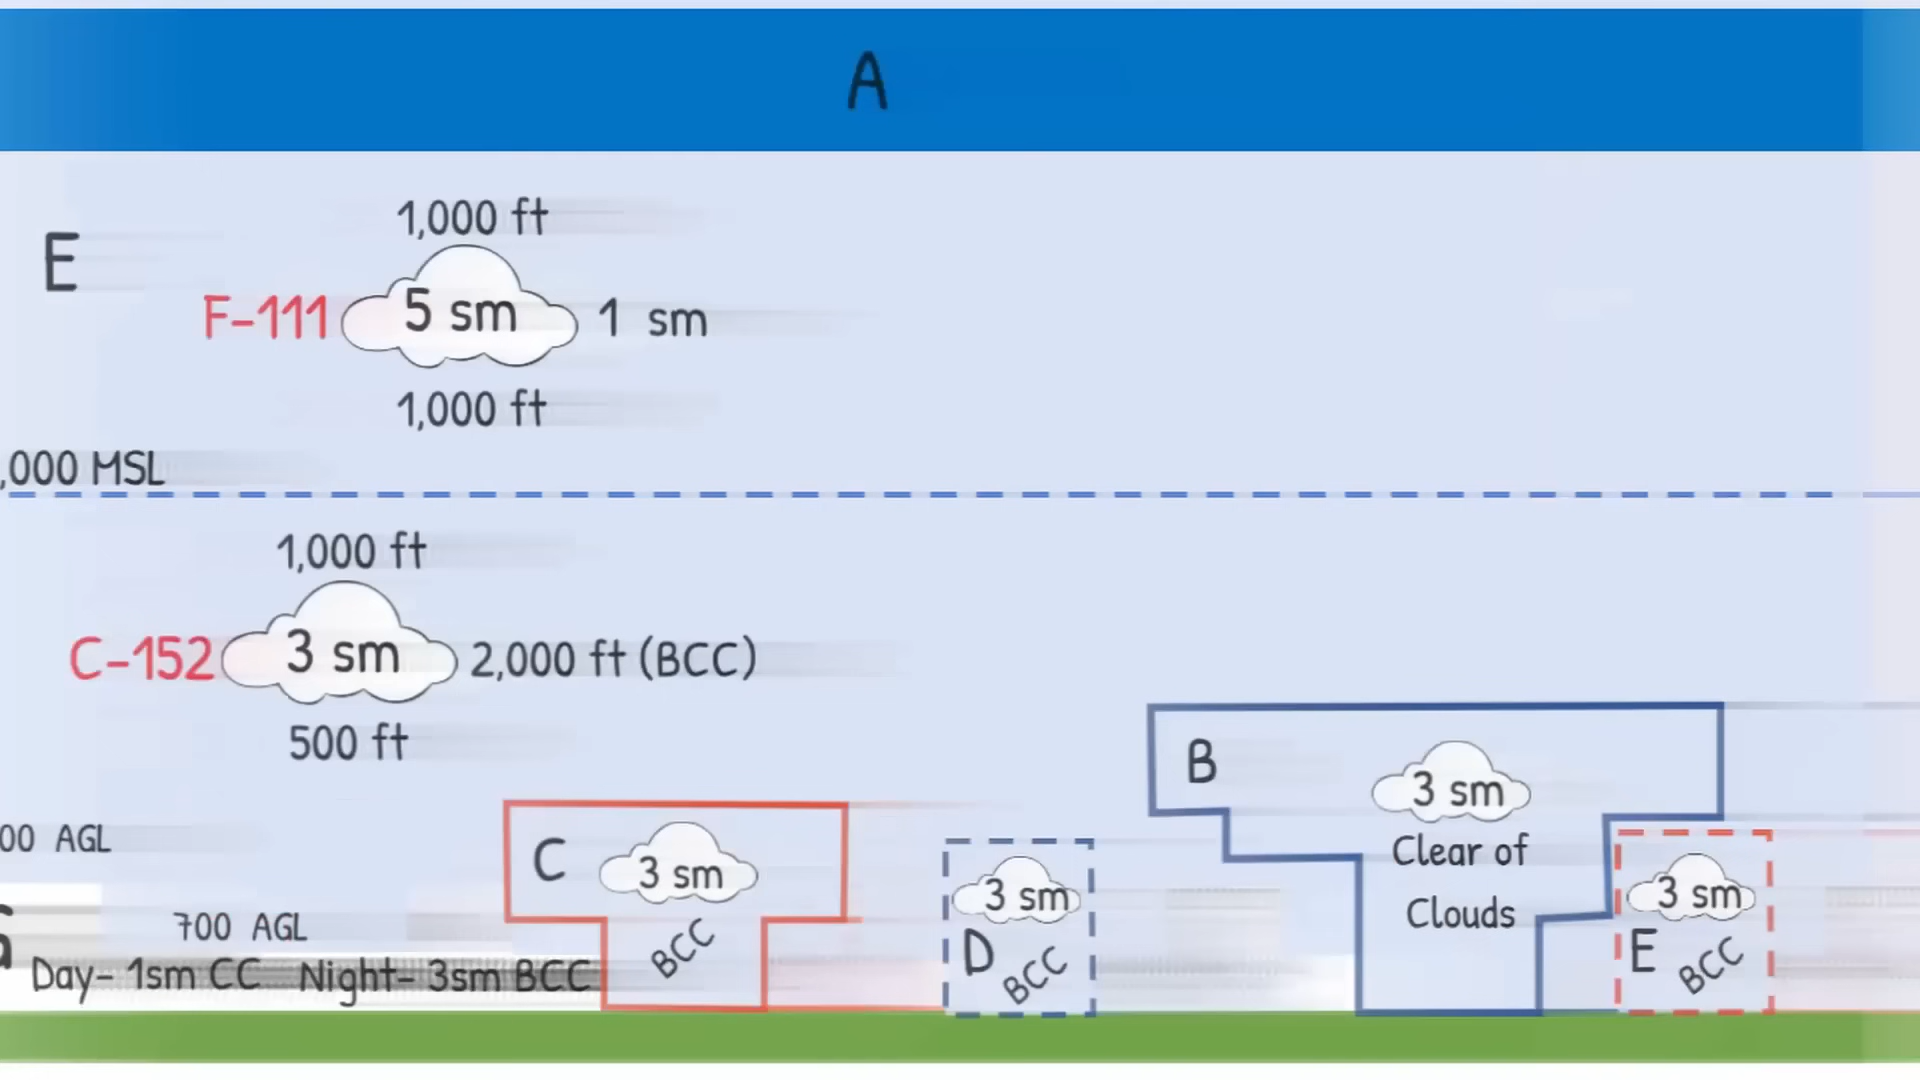 A
E
1,000 ft
F-111 5 sm 1 sm
1,000 ft
,000 MSL
1,000 ft
C-152 3 sm 2,000 ft (BCC)
500 ft
B
3 sm
Clear of
Clouds
00 AGL
C 3 sm
BCC
3 sm
D
BCC
3 sm
E
BCC
G
700 AGL
Day- 1sm CC Night- 3sm BCC